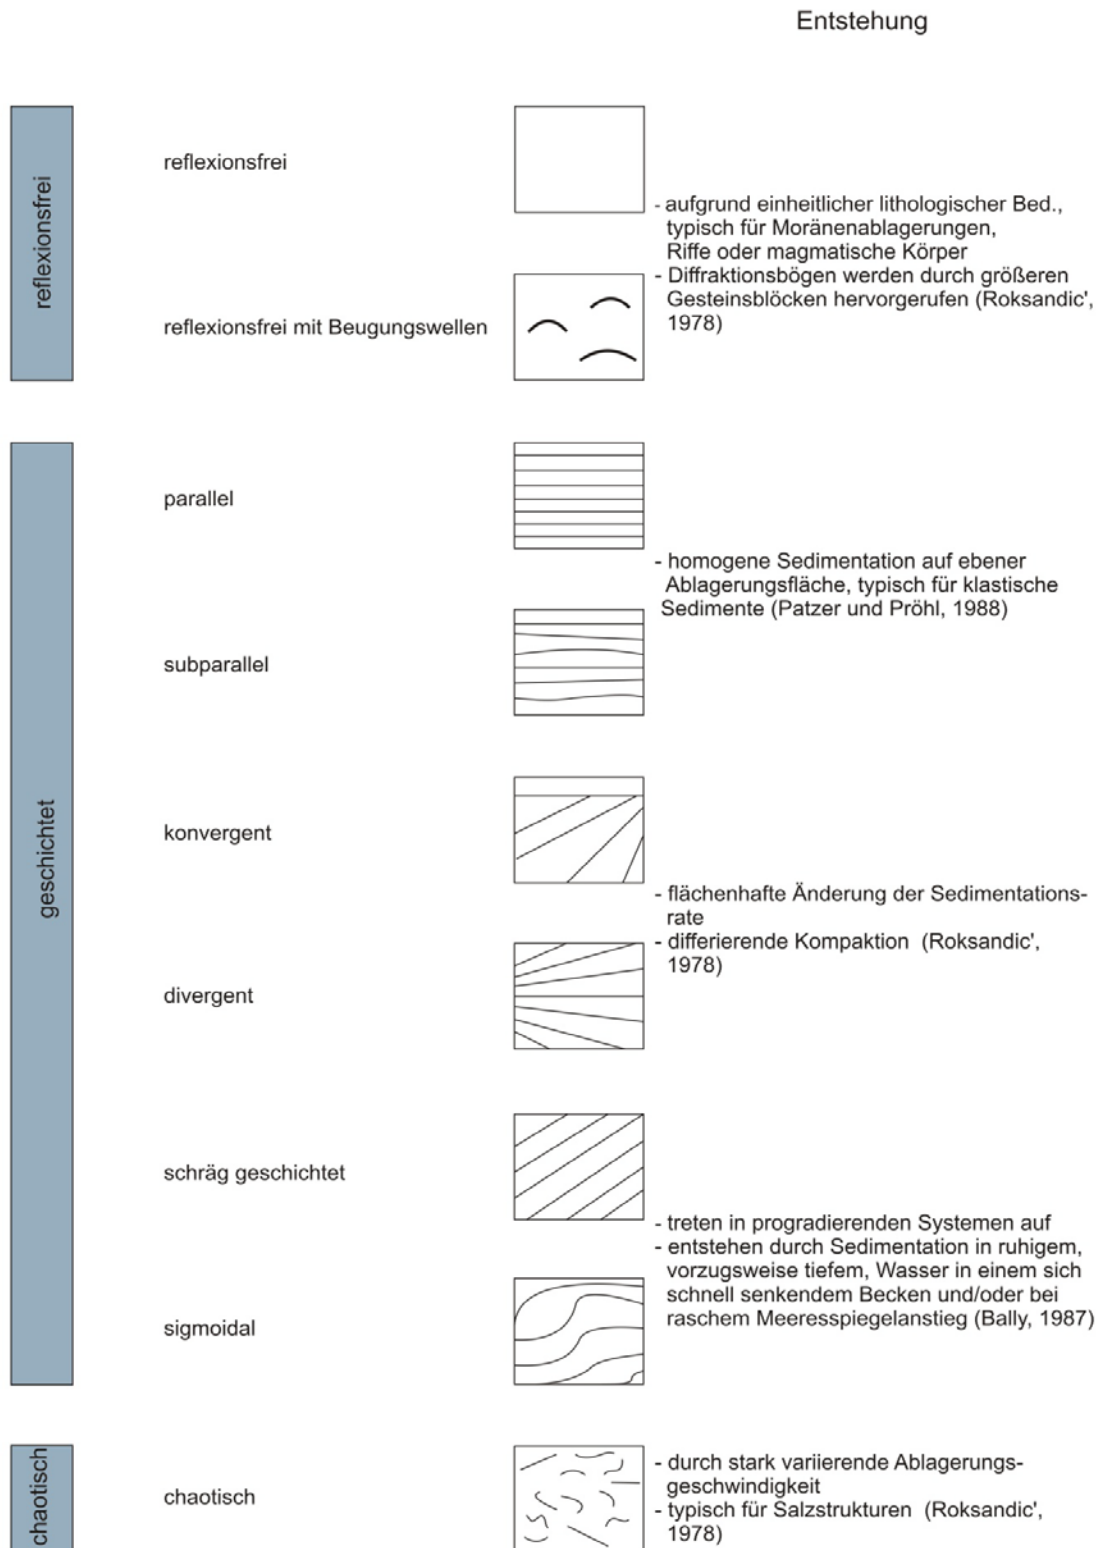 Entstehung
reflexionsfrei
reflexionsfrei
- aufgrund einheitlicher lithologischer Bed.,
typisch für Moränenablagerungen,
Riffe oder magmatische Körper
- Diffraktionsbögen werden durch größeren
Gesteinsblöcken hervorgerufen (Roksandic',
1978)
reflexionsfrei mit Beugungswellen
geschichtet
parallel
- homogene Sedimentation auf ebener
Ablagerungsfläche, typisch für klastische
Sedimente (Patzer und Pröhl, 1988)
subparallel
konvergent
- flächenhafte Änderung der Sedimentations-
rate
- differierende Kompaktion (Roksandic',
1978)
divergent
schräg geschichtet
- treten in progradierenden Systemen auf
- entstehen durch Sedimentation in ruhigem,
vorzugsweise tiefem, Wasser in einem sich
schnell senkendem Becken und/oder bei
raschem Meeresspiegelanstieg (Bally, 1987)
sigmoidal
chaotisch
chaotisch
- durch stark variierende Ablagerungs-
geschwindigkeit
- typisch für Salzstrukturen (Roksandic',
1978)